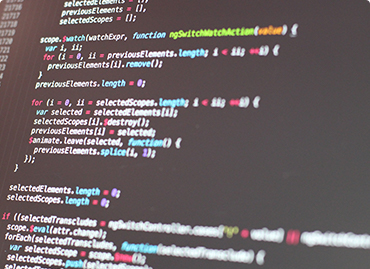 selectedElements = [],
previousElements = [],
selectedScopes = [];
scope.$watch(watchExpr, function ngSwitchWatchAction(value) {
var i, ii;
for (i = 0, ii = previousElements.length; i < ii; ++i) {
previousElements[i].remove();
}
previousElements.length = 0;
for (i = 0, ii = selectedScopes.length; i < ii; ++i) {
var selected = selectedElements[i];
selectedScopes[i].$destroy();
previousElements[i] = selected;
$animate.leave(selected, function() {
previousElements.splice(i, 1);
});
}
selectedElements.length = 0;
selectedScopes.length = 0;
if ((selectedTranscludes = ngSwitchController.cases['!' + value] ||
scope.$eval(attr.change);
forEach(selectedTranscludes, function(selectedTransclude) {
var selectedScope = scope.$new();
selectedScopes.push(selectedScope);